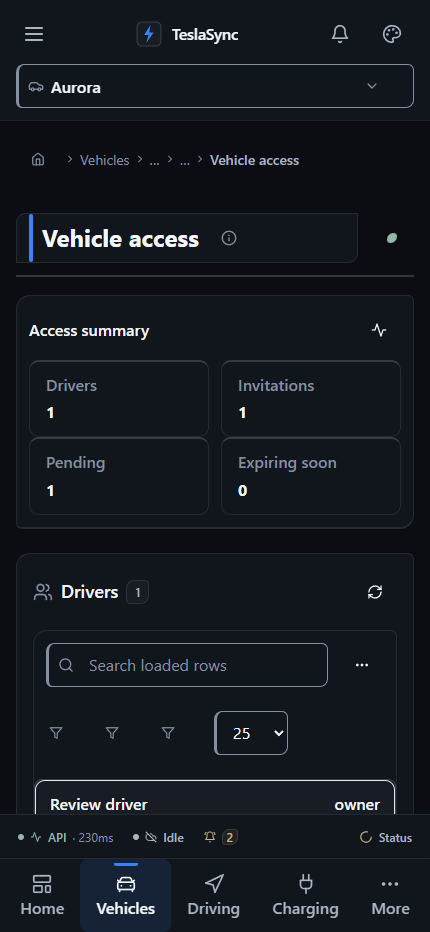 TeslaSync
Aurora
Vehicles ... ... Vehicle access
Vehicle access
Access summary
Drivers
1
Invitations
1
Pending
1
Expiring soon
0
Drivers 1
Search loaded rows
25
Review driver owner
API · 230ms Idle 2 Status
Home Vehicles Driving Charging More